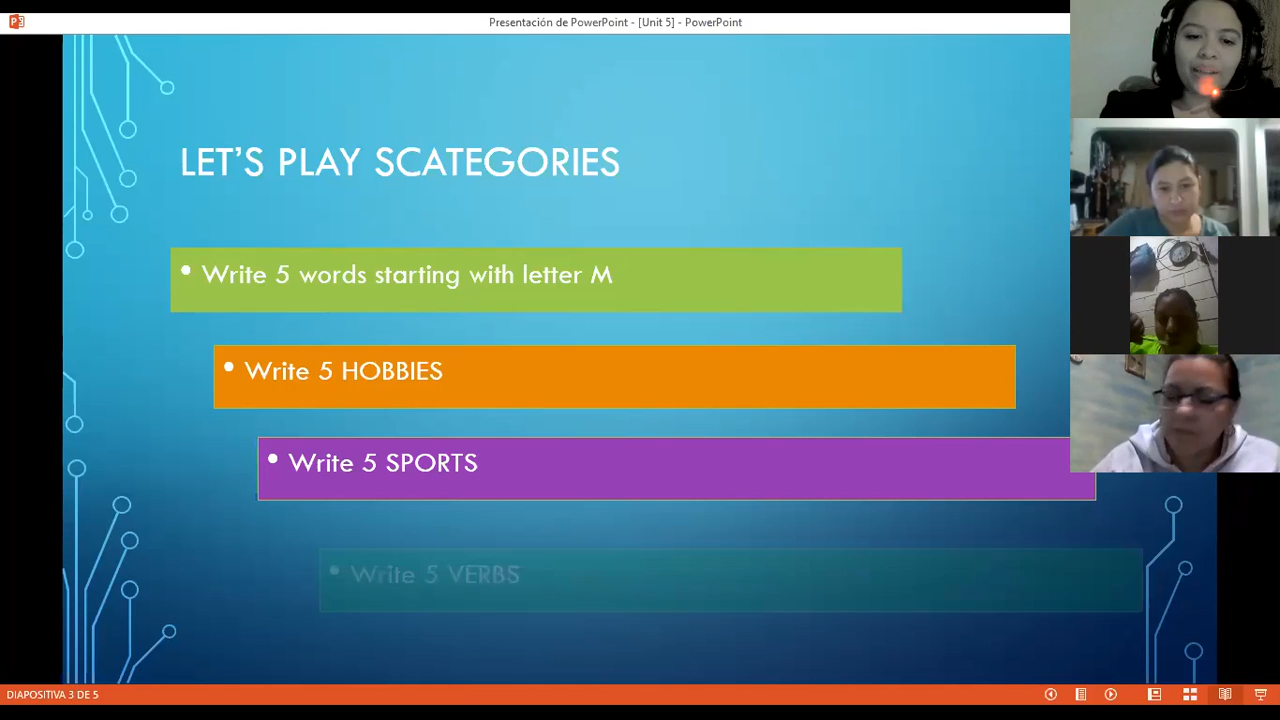 Presentación de PowerPoint - [Unit 5] - PowerPoint
LET'S PLAY SCATEGORIES
• Write 5 words starting with letter M
• Write 5 HOBBIES
• Write 5 SPORTS
• Write 5 VERBS
DIAPOSITIVA 3 DE 5